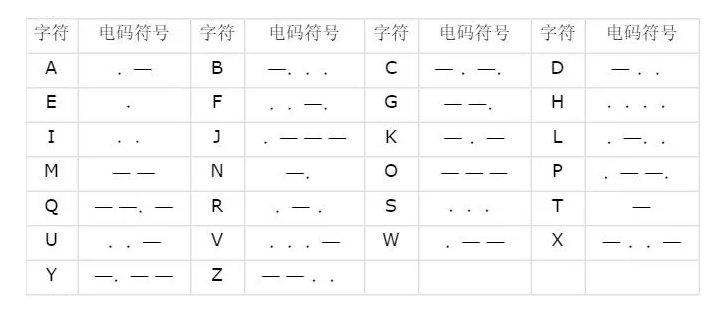 字符 电码符号 字符 电码符号 字符 电码符号 字符 电码符号
A . — B —. . . C — . —. D — . .
E . F . . —. G — —. H . . . .
I . . J . — — — K — . — L . —. .
M — — N —. O — — — P . — —.
Q — —. — R . — . S . . . T —
U . . — V . . . — W . — — X — . . —
Y —. — — Z — — . .